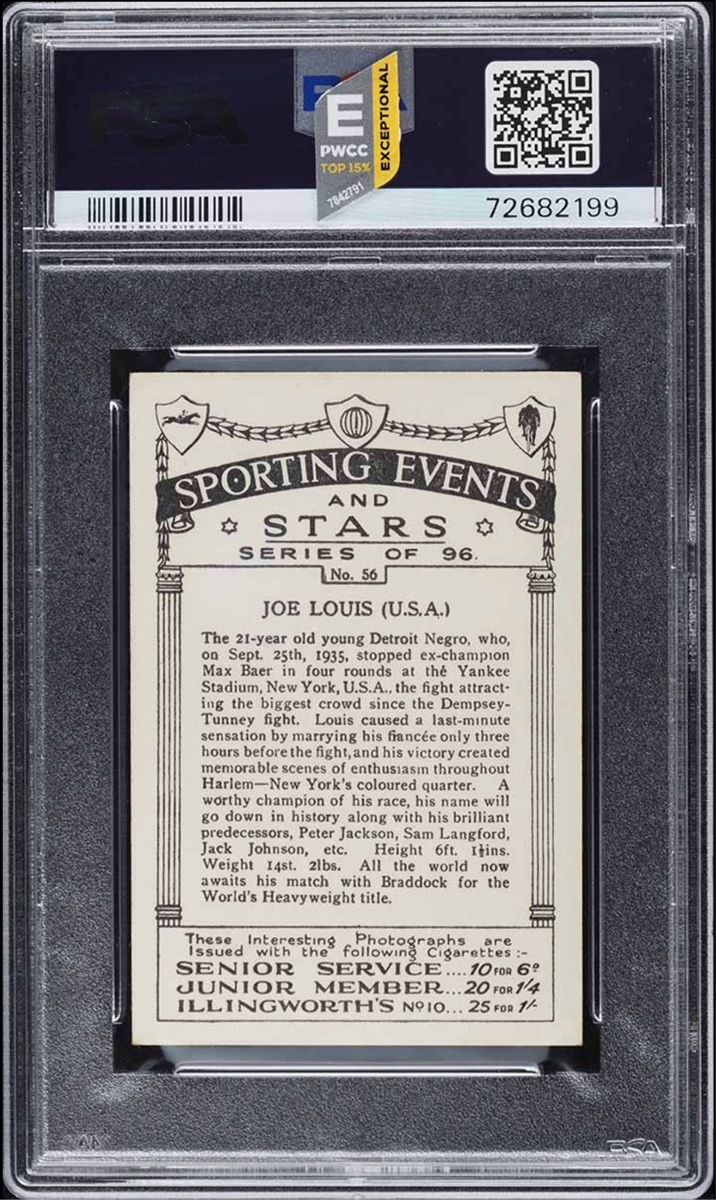 PSA
E
PWCC
TOP 15%
EXCEPTIONAL
7842791
72682199
SPORTING EVENTS
AND
☆ STARS ☆
SERIES OF 96.
No. 56
JOE LOUIS (U.S.A.)
The 21-year old young Detroit Negro, who,
on Sept. 25th, 1935, stopped ex-champion
Max Baer in four rounds at the Yankee
Stadium, New York, U.S.A., the fight attract-
ing the biggest crowd since the Dempsey-
Tunney fight. Louis caused a last-minute
sensation by marrying his fiancée only three
hours before the fight, and his victory created
memorable scenes of enthusiasm throughout
Harlem—New York's coloured quarter. A
worthy champion of his race, his name will
go down in history along with his brilliant
predecessors, Peter Jackson, Sam Langford,
Jack Johnson, etc. Height 6ft. 1½ins.
Weight 14st. 2lbs. All the world now
awaits his match with Braddock for the
World's Heavyweight title.
These Interesting Photographs are
Issued with the following Cigarettes :-
SENIOR SERVICE.... 10 FOR 6ᴰ
JUNIOR MEMBER... 20 FOR 1/4
ILLINGWORTH'S Nº 10... 25 FOR 1/-
PSA